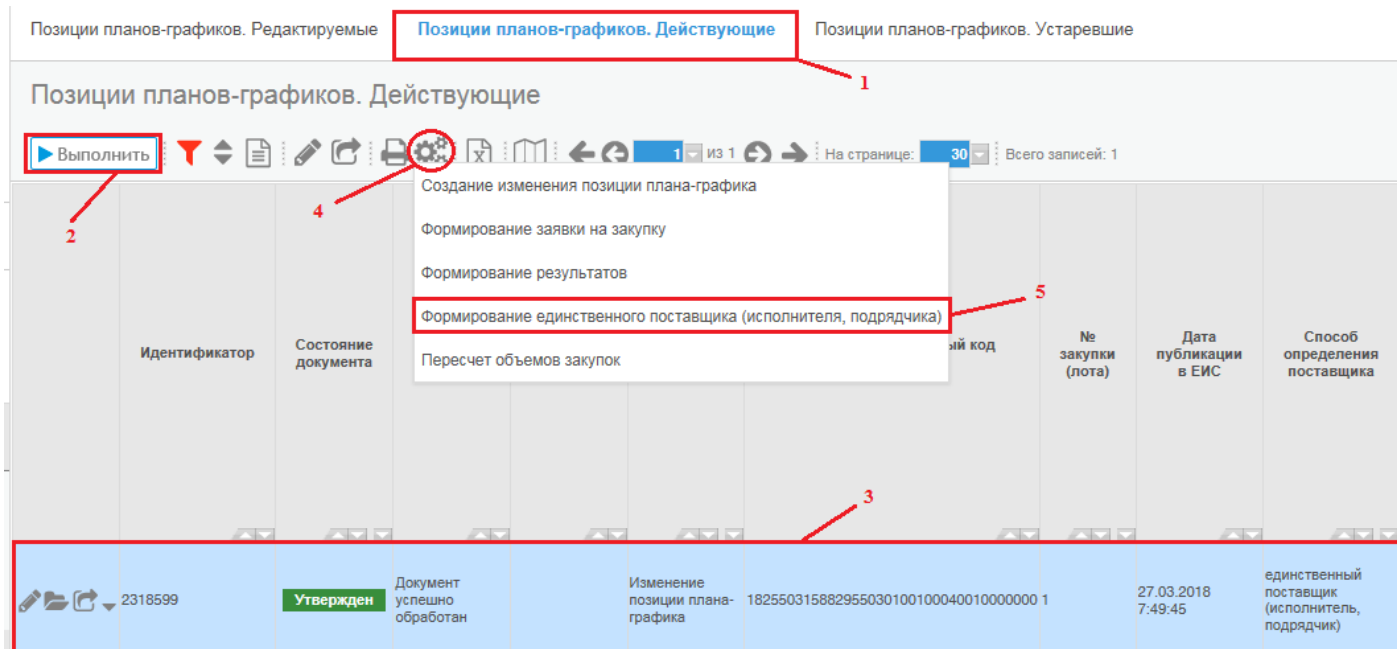 Позиции планов-графиков. Редактируемые Позиции планов-графиков. Действующие Позиции планов-графиков. Устаревшие
1
Позиции планов-графиков. Действующие
Выполнить 1 из 1 На странице: 30 Всего записей: 1
2
4
Создание изменения позиции плана-графика
Формирование заявки на закупку
Формирование результатов
5
Формирование единственного поставщика (исполнителя, подрядчика)
Пересчет объемов закупок
Идентификатор
Состояние
документа
ый код
№
закупки
(лота)
Дата
публикации
в ЕИС
Способ
определения
поставщика
3
2318599
Утвержден
Документ
успешно
обработан
Изменение
позиции плана-
графика
182550315882955030100100040010000000 1
27.03.2018
7:49:45
единственный
поставщик
(исполнитель,
подрядчик)